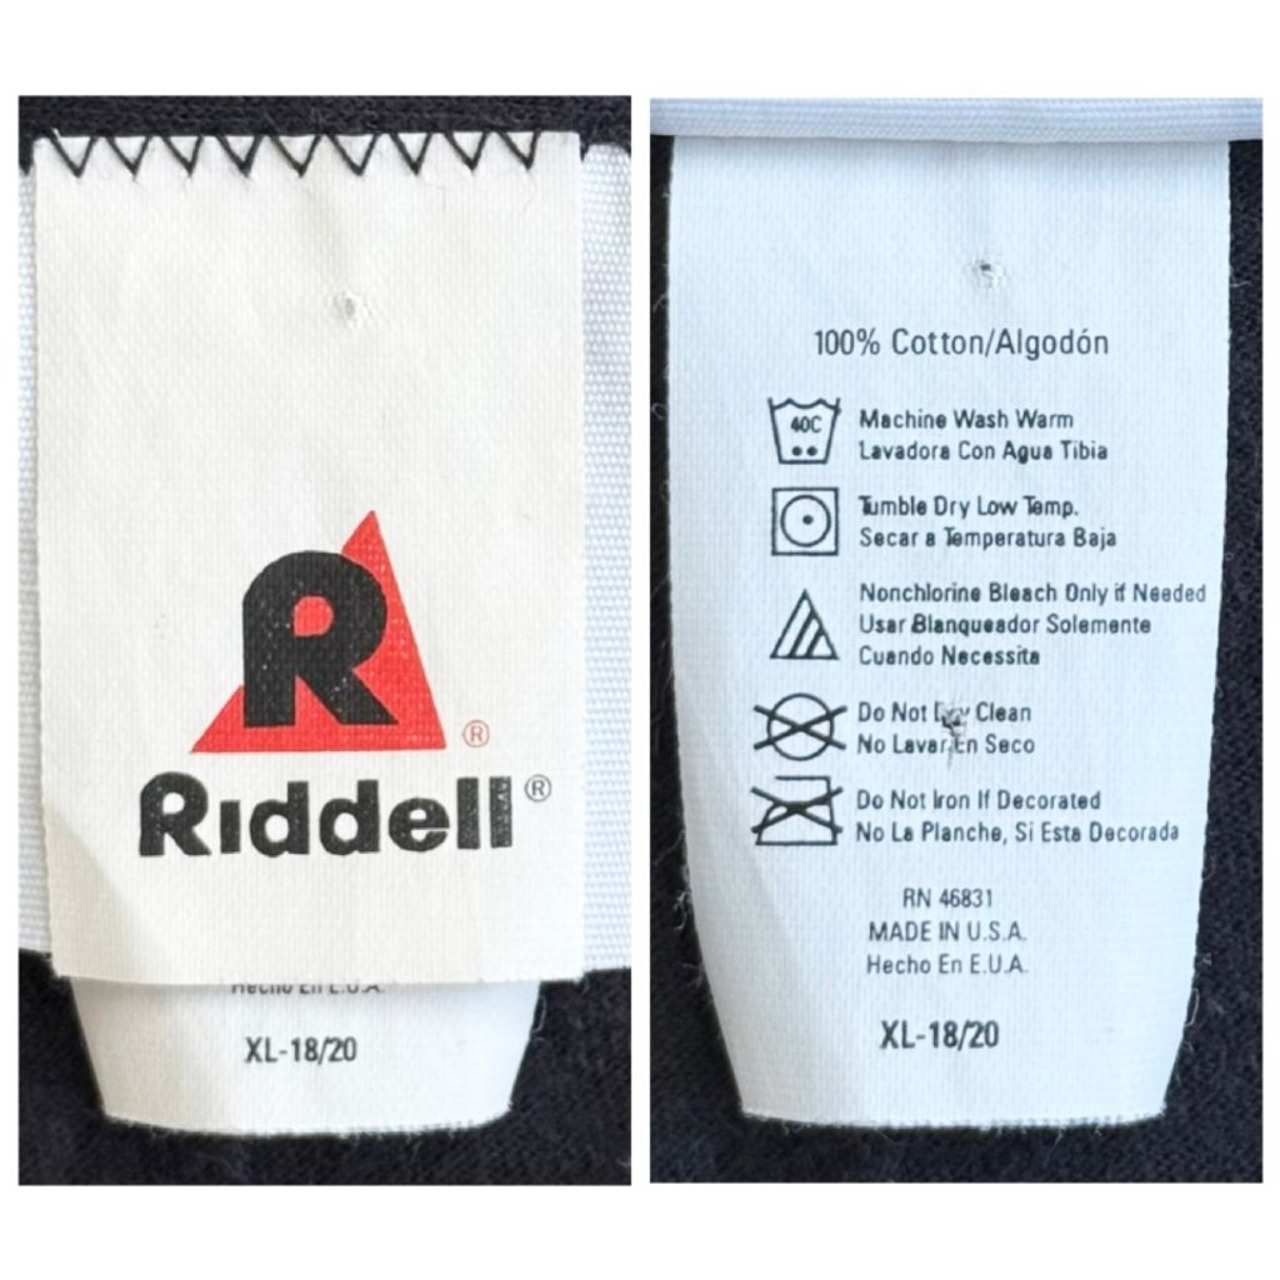 R®
Riddell®
Hecho En E.U.A.
XL-18/20
100% Cotton/Algodón
40C
Machine Wash Warm
Lavadora Con Agua Tibia
Tumble Dry Low Temp.
Secar a Temperatura Baja
Nonchlorine Bleach Only if Needed
Usar Blanqueador Solemente
Cuando Necessita
Do Not Dry Clean
No Lavar En Seco
Do Not Iron If Decorated
No La Planche, Si Esta Decorada
RN 46831
MADE IN U.S.A.
Hecho En E.U.A.
XL-18/20